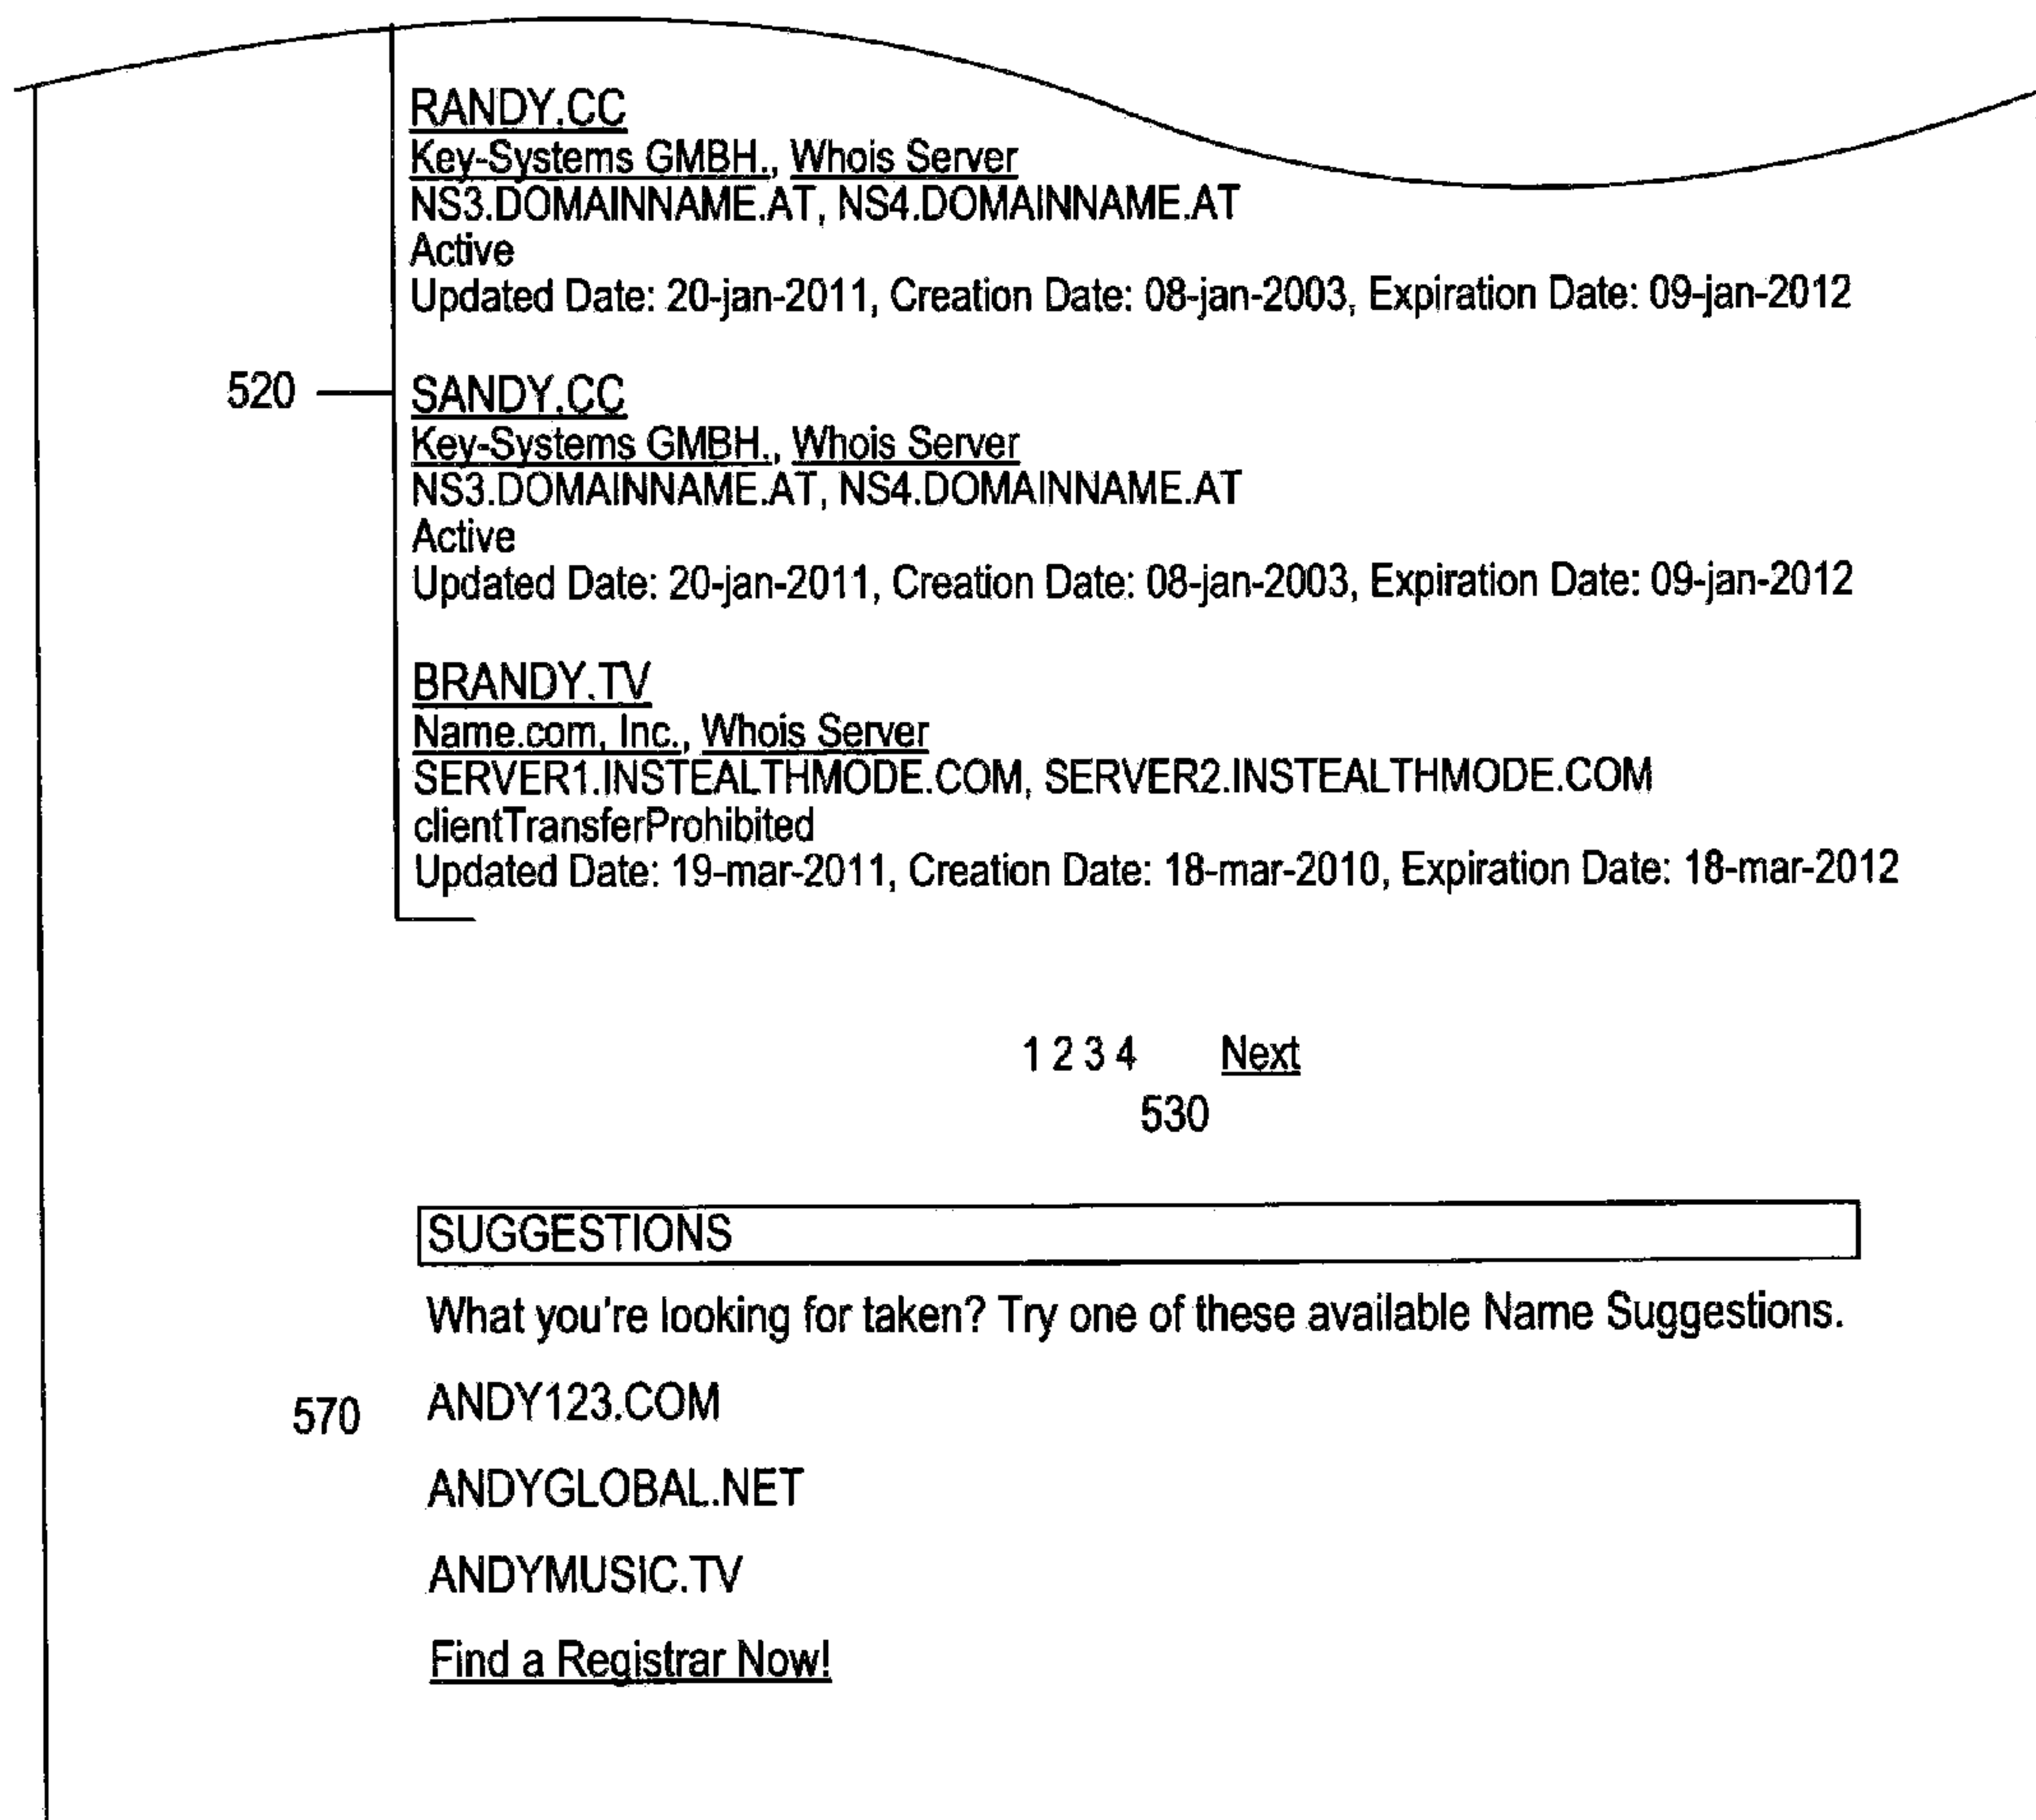 RANDY.CC
Key-Systems GMBH., Whois Server
NS3.DOMAINNAME.AT, NS4.DOMAINNAME.AT
Active
Updated Date: 20-jan-2011, Creation Date: 08-jan-2003, Expiration Date: 09-jan-2012
520
SANDY.CC
Key-Systems GMBH., Whois Server
NS3.DOMAINNAME.AT, NS4.DOMAINNAME.AT
Active
Updated Date: 20-jan-2011, Creation Date: 08-jan-2003, Expiration Date: 09-jan-2012
BRANDY.TV
Name.com, Inc., Whois Server
SERVER1.INSTEALTHMODE.COM, SERVER2.INSTEALTHMODE.COM
clientTransferProhibited
Updated Date: 19-mar-2011, Creation Date: 18-mar-2010, Expiration Date: 18-mar-2012
1 2 3 4 Next
530
SUGGESTIONS
What you're looking for taken? Try one of these available Name Suggestions.
570 ANDY123.COM
ANDYGLOBAL.NET
ANDYMUSIC.TV
Find a Registrar Now!